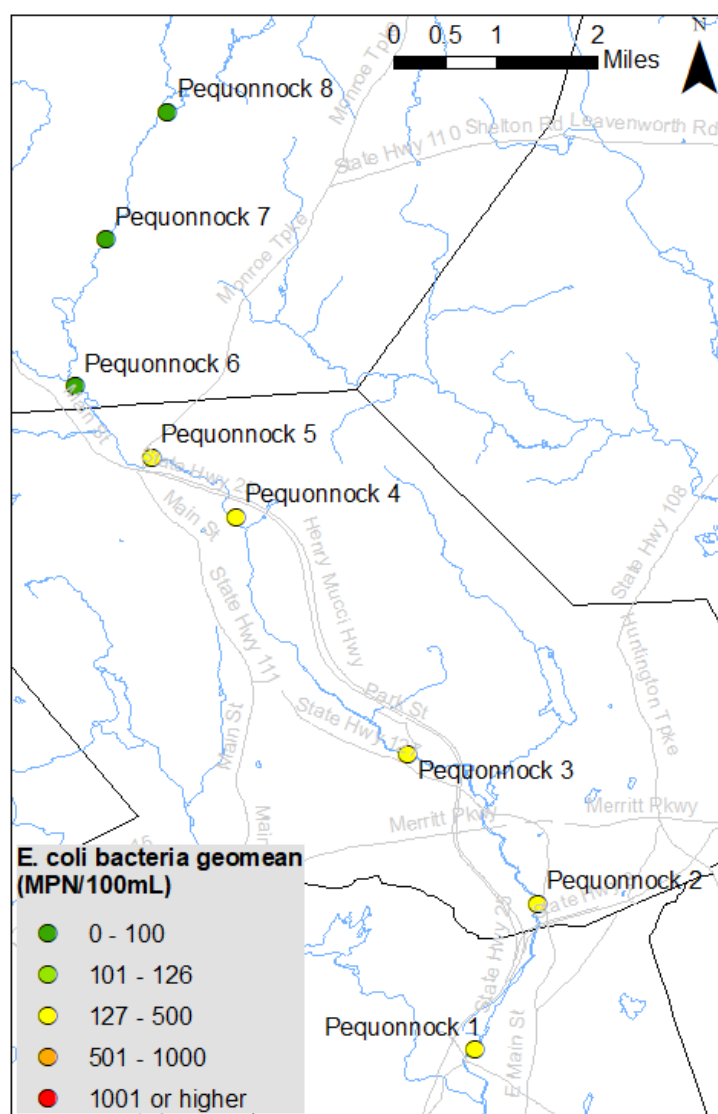 0 0.5 1 2
Miles
N
Pequonnock 8
Monroe Tpke
State Hwy 110 Shelton Rd Leavenworth Rd
Pequonnock 7
Monroe Tpke
Pequonnock 6
Main St
Pequonnock 5
State Hwy 25
Pequonnock 4
Main St
State Hwy 108
Henry Mucci Hwy
State Hwy 111
Huntington Tpke
Park St
Main St
State Hwy 127
Pequonnock 3
Merritt Pkwy
Merritt Pkwy
Main
15
E. coli bacteria geomean
(MPN/100mL)
Pequonnock 2
State Hwy 8
State Hwy 25
0 - 100
101 - 126
127 - 500
Pequonnock 1
E Main St
501 - 1000
1001 or higher